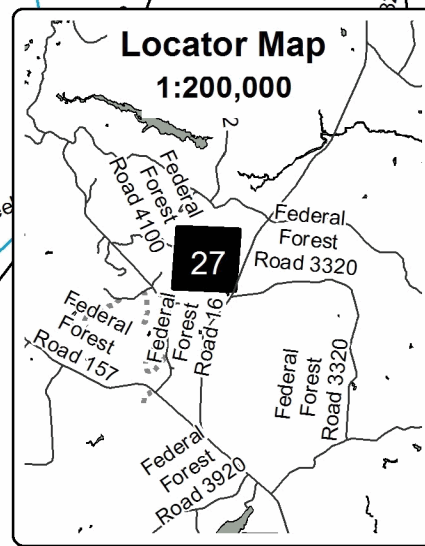 Locator Map
1:200,000
2
Federal
Forest
Road 4100
Federal
Forest
Road 3320
27
Federal
Forest
Road 157
Federal
Forest
Road 16
Federal
Forest
Road 3320
Federal
Forest
Road 3920